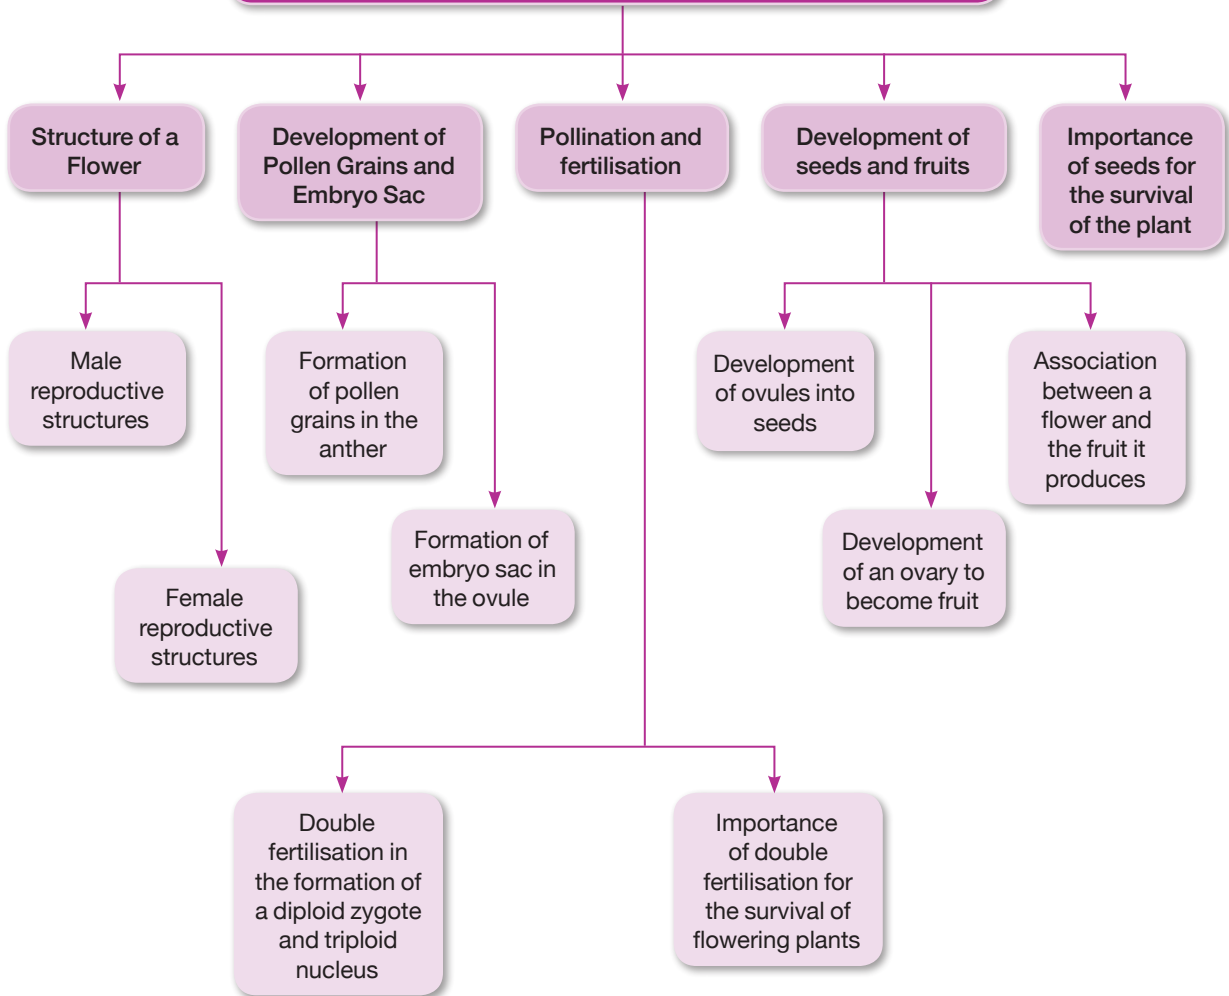 Structure of a
Flower
Development of
Pollen Grains and
Embryo Sac
Pollination and
fertilisation
Development of
seeds and fruits
Importance
of seeds for
the survival
of the plant
Male
reproductive
structures
Female
reproductive
structures
Formation
of pollen
grains in the
anther
Formation of
embryo sac in
the ovule
Development
of ovules into
seeds
Development
of an ovary to
become fruit
Association
between a
flower and
the fruit it
produces
Double
fertilisation in
the formation of
a diploid zygote
and triploid
nucleus
Importance
of double
fertilisation for
the survival of
flowering plants